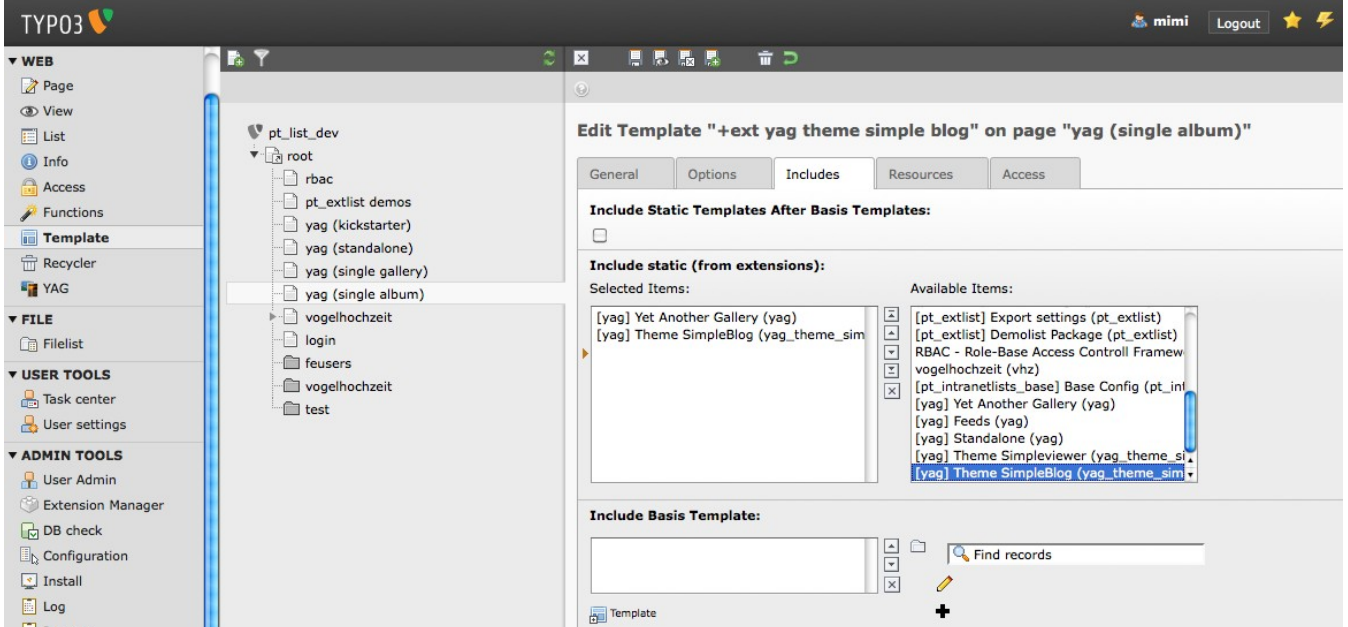 TYPO3
mimi
Logout
WEB
Page
View
List
Info
Access
Functions
Template
Recycler
YAG
FILE
Filelist
USER TOOLS
Task center
User settings
ADMIN TOOLS
User Admin
Extension Manager
DB check
Configuration
Install
Log
pt_list_dev
root
rbac
pt_extlist demos
yag (kickstarter)
yag (standalone)
yag (single gallery)
yag (single album)
vogelhochzeit
login
feusers
vogelhochzeit
test
Edit Template "+ext yag theme simple blog" on page "yag (single album)"
General Options Includes Resources Access
Include Static Templates After Basis Templates:
Include static (from extensions):
Selected Items:
[yag] Yet Another Gallery (yag)
[yag] Theme SimpleBlog (yag_theme_sim
Available Items:
[pt_extlist] Export settings (pt_extlist)
[pt_extlist] Demolist Package (pt_extlist)
RBAC - Role-Base Access Controll Framew
vogelhochzeit (vhz)
[pt_intranetlists_base] Base Config (pt_int
[yag] Yet Another Gallery (yag)
[yag] Feeds (yag)
[yag] Standalone (yag)
[yag] Theme Simpleviewer (yag_theme_si
[yag] Theme SimpleBlog (yag_theme_sim
Include Basis Template:
Find records
Template